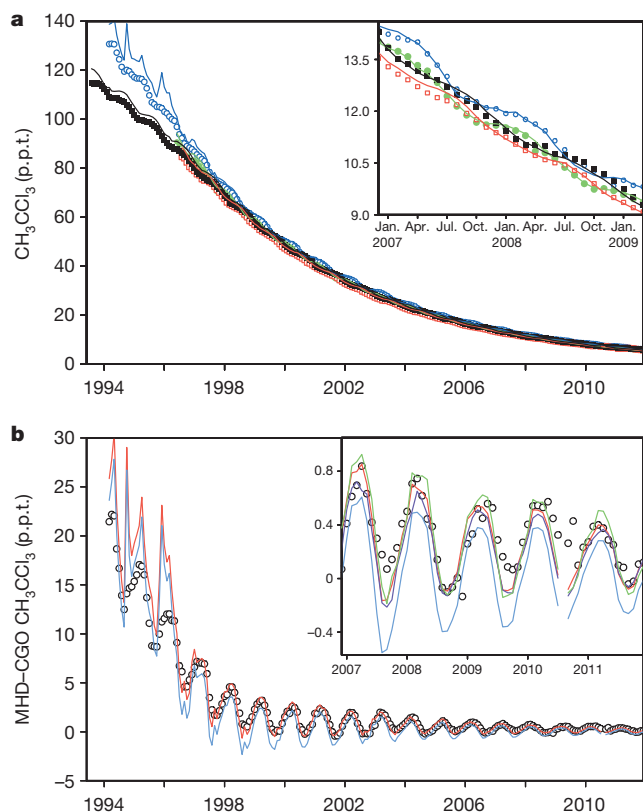 a
CH₃CCl₃ (p.p.t.)
140
120
100
80
60
40
20
0
1994 1998 2002 2006 2010
13.5
12.0
10.5
9.0
Jan. Apr. Jul. Oct. Jan. Apr. Jul. Oct. Jan.
2007 2008 2009
b
MHD–CGO CH₃CCl₃ (p.p.t.)
30
25
20
15
10
5
0
−5
1994 1998 2002 2006 2010
0.8
0.4
0
−0.4
2007 2008 2009 2010 2011